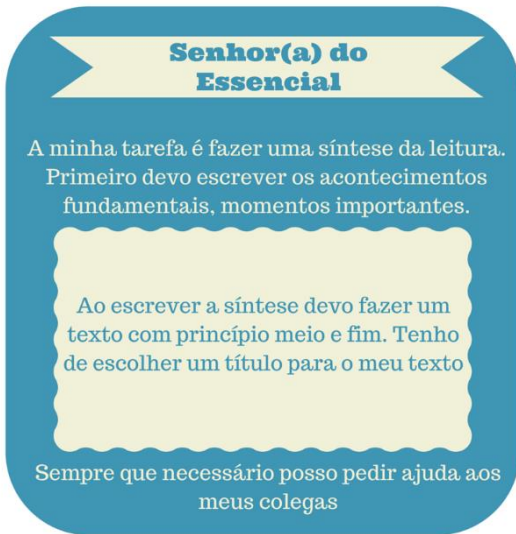 Senhor(a) do
Essencial
A minha tarefa é fazer uma síntese da leitura.
Primeiro devo escrever os acontecimentos
fundamentais, momentos importantes.
Ao escrever a síntese devo fazer um
texto com princípio meio e fim. Tenho
de escolher um título para o meu texto
Sempre que necessário posso pedir ajuda aos
meus colegas